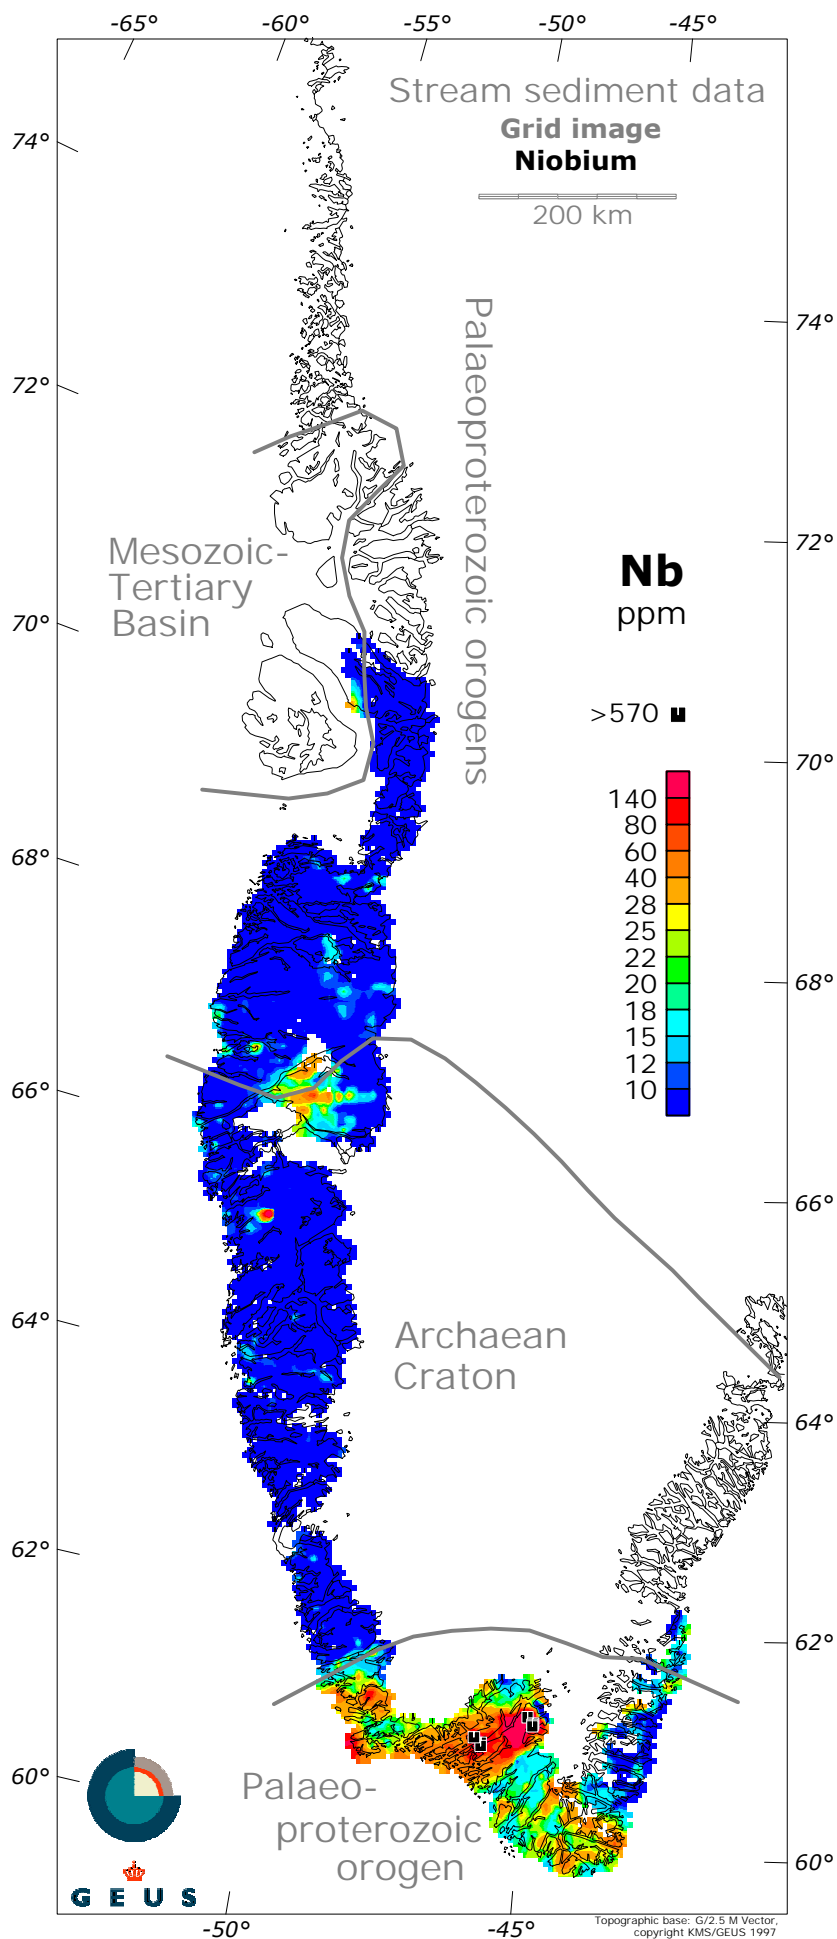 -65° -60° -55° -50° -45°
Stream sediment data
Grid image
Niobium
200 km
74°
74°
72°
Palaeoproterozoic orogens
Mesozoic-
Tertiary
Basin
72°
Nb
ppm
70°
>570
70°
140
80
60
40
28
25
22
20
18
15
12
10
68°
68°
66°
66°
64°
Archaean
Craton
64°
62°
62°
60°
Palaeo-
proterozoic
orogen
60°
GEUS
-50° -45°
Topographic base: G/2.5 M Vector,
copyright KMS/GEUS 1997